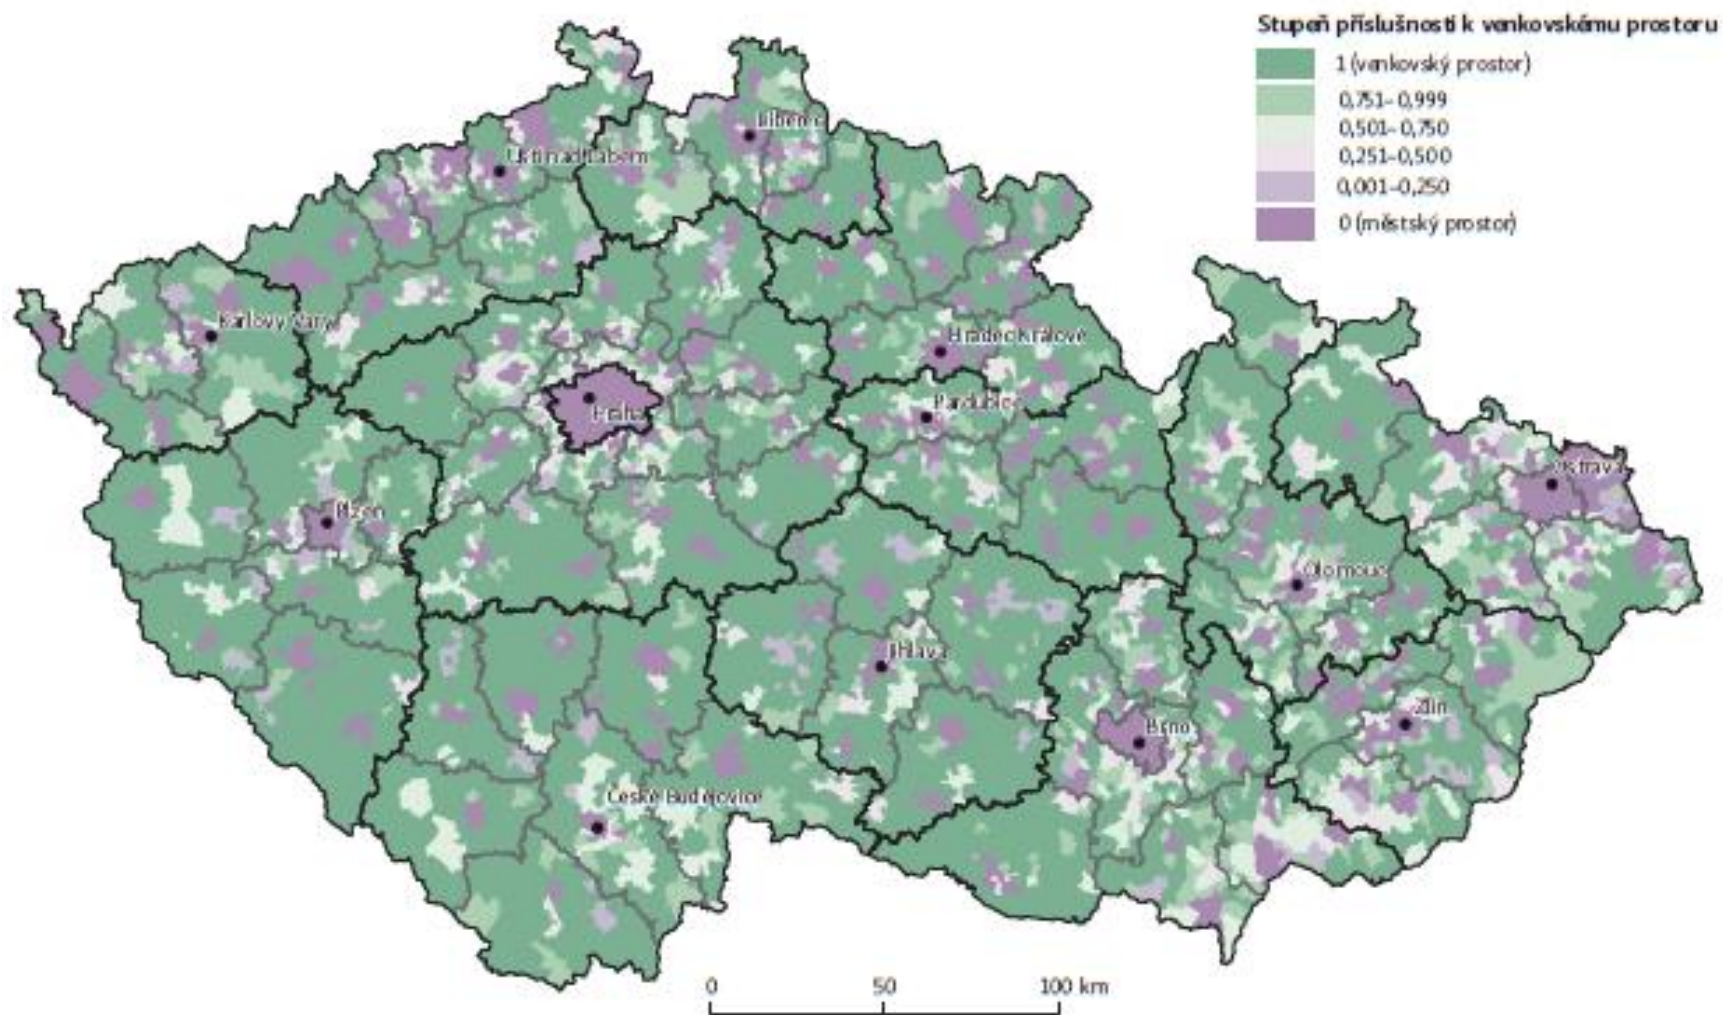 Stupeň příslušnosti k venkovskému prostoru
1 (venkovský prostor)
0,751–0,999
0,501–0,750
0,251–0,500
0,001–0,250
0 (městský prostor)
Liberec
Ústí nad Labem
Karlovy Vary
Hradec Králové
Praha
Pardubice
Ostrava
Plzeň
Olomouc
Jihlava
Zlín
Brno
České Budějovice
0 50 100 km